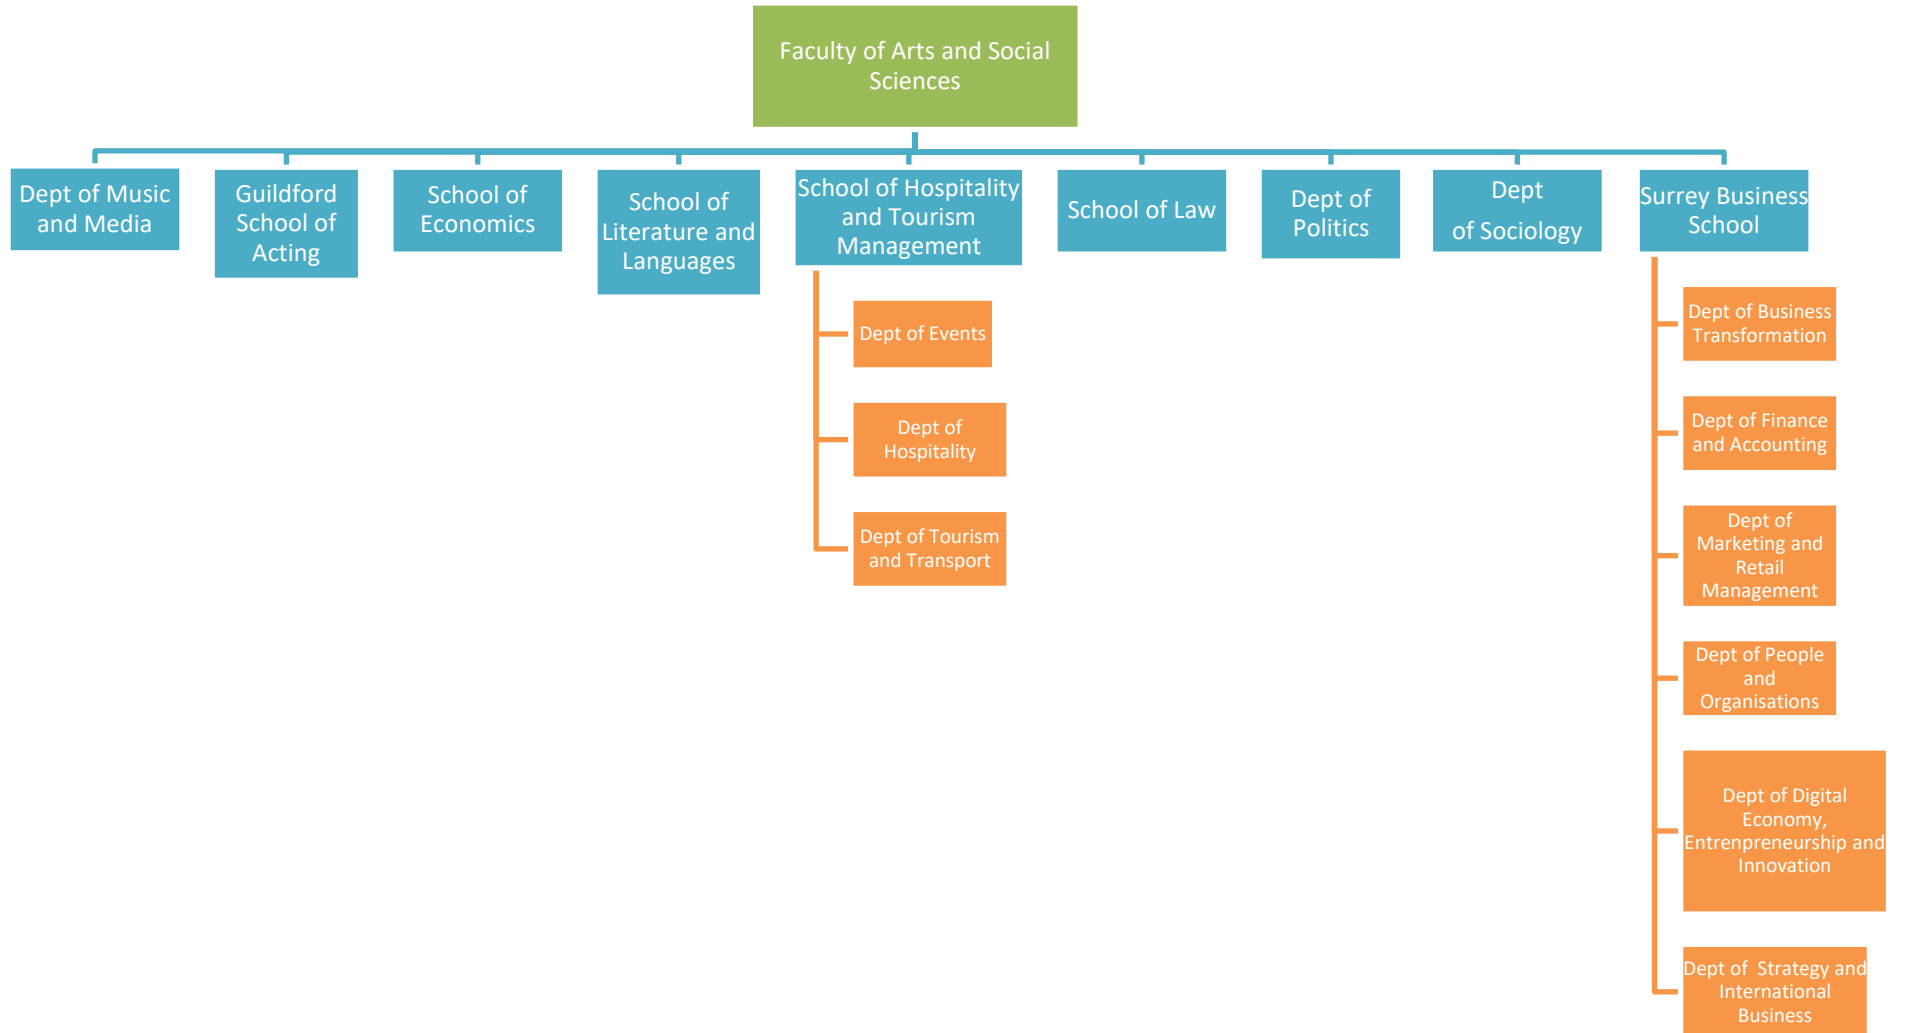 Faculty of Arts and Social
Sciences
Dept of Music
and Media
Guildford
School of
Acting
School of
Economics
School of
Literature and
Languages
School of Hospitality
and Tourism
Management
School of Law
Dept of
Politics
Dept
of Sociology
Surrey Business
School
Dept of Events
Dept of
Hospitality
Dept of Tourism
and Transport
Dept of Business
Transformation
Dept of Finance
and Accounting
Dept of
Marketing and
Retail
Management
Dept of People
and
Organisations
Dept of Digital
Economy,
Entrenpreneurship and
Innovation
Dept of  Strategy and
International
Business